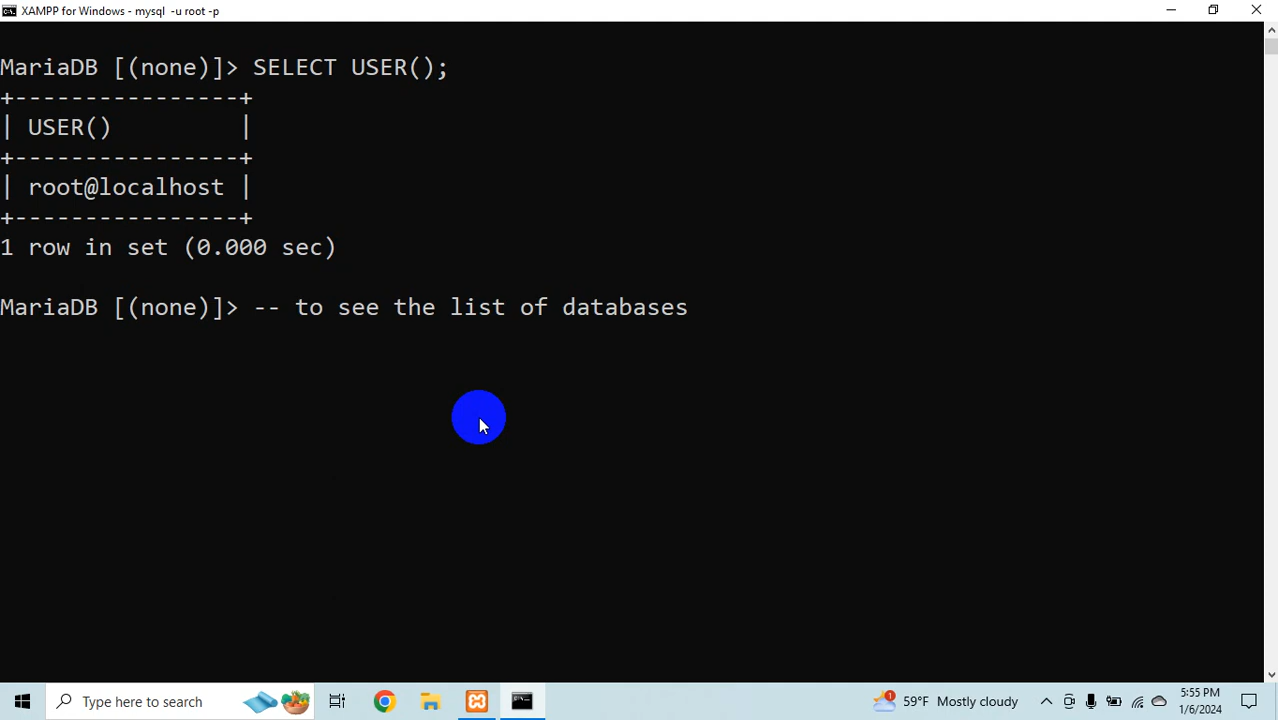 XAMPP for Windows - mysql -u root -p
MariaDB [(none)]> SELECT USER();
+----------------+
| USER()         |
+----------------+
| root@localhost |
+----------------+
1 row in set (0.000 sec)
MariaDB [(none)]> -- to see the list of databases
Type here to search
1
59°F Mostly cloudy
5:55 PM
1/6/2024